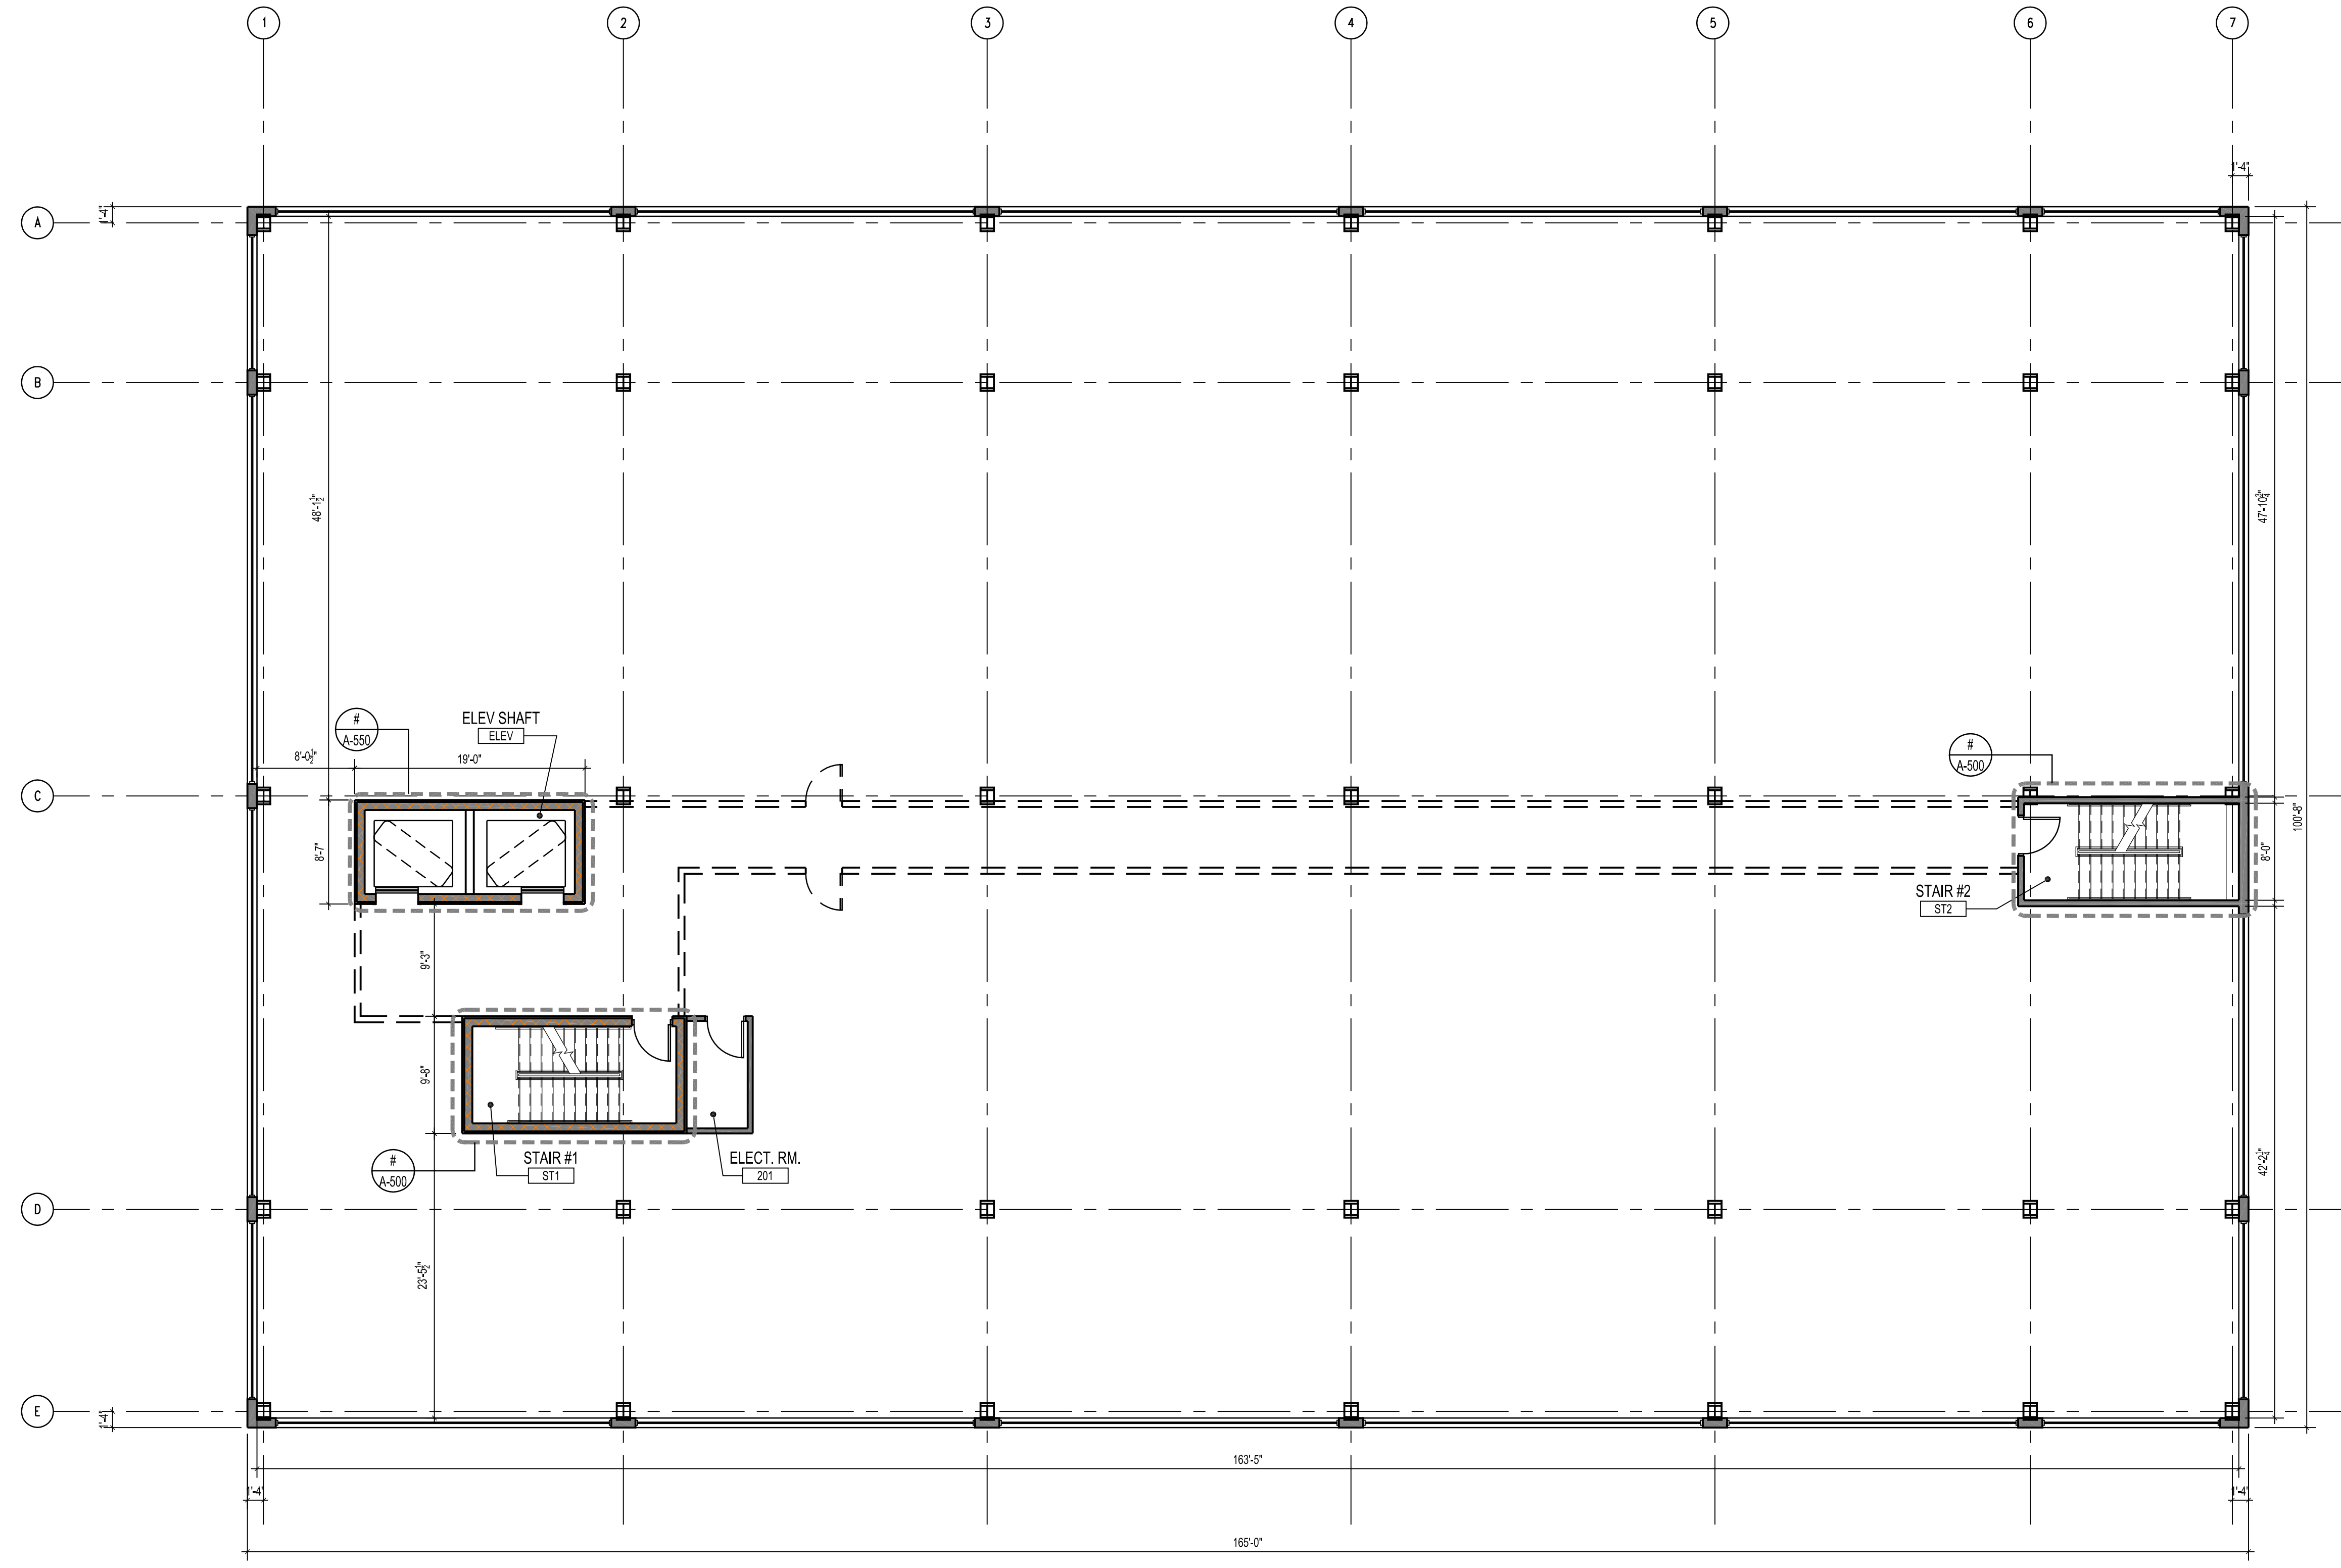 1 2 3 4 5 6 7
1'-4"
A
1'-4"
B
48'-1½"
47'-10¾"
#
A-550
ELEV SHAFT
ELEV
8'-0½"
19'-0"
#
A-500
C
100'-8"
8'-7"
8'-0"
STAIR #2
ST2
9'-3"
9'-8"
STAIR #1
ST1
ELECT. RM.
201
#
A-500
42'-2¼"
D
23'-5½"
E
1'-4"
163'-5"
1'-4"
1'-4"
165'-0"